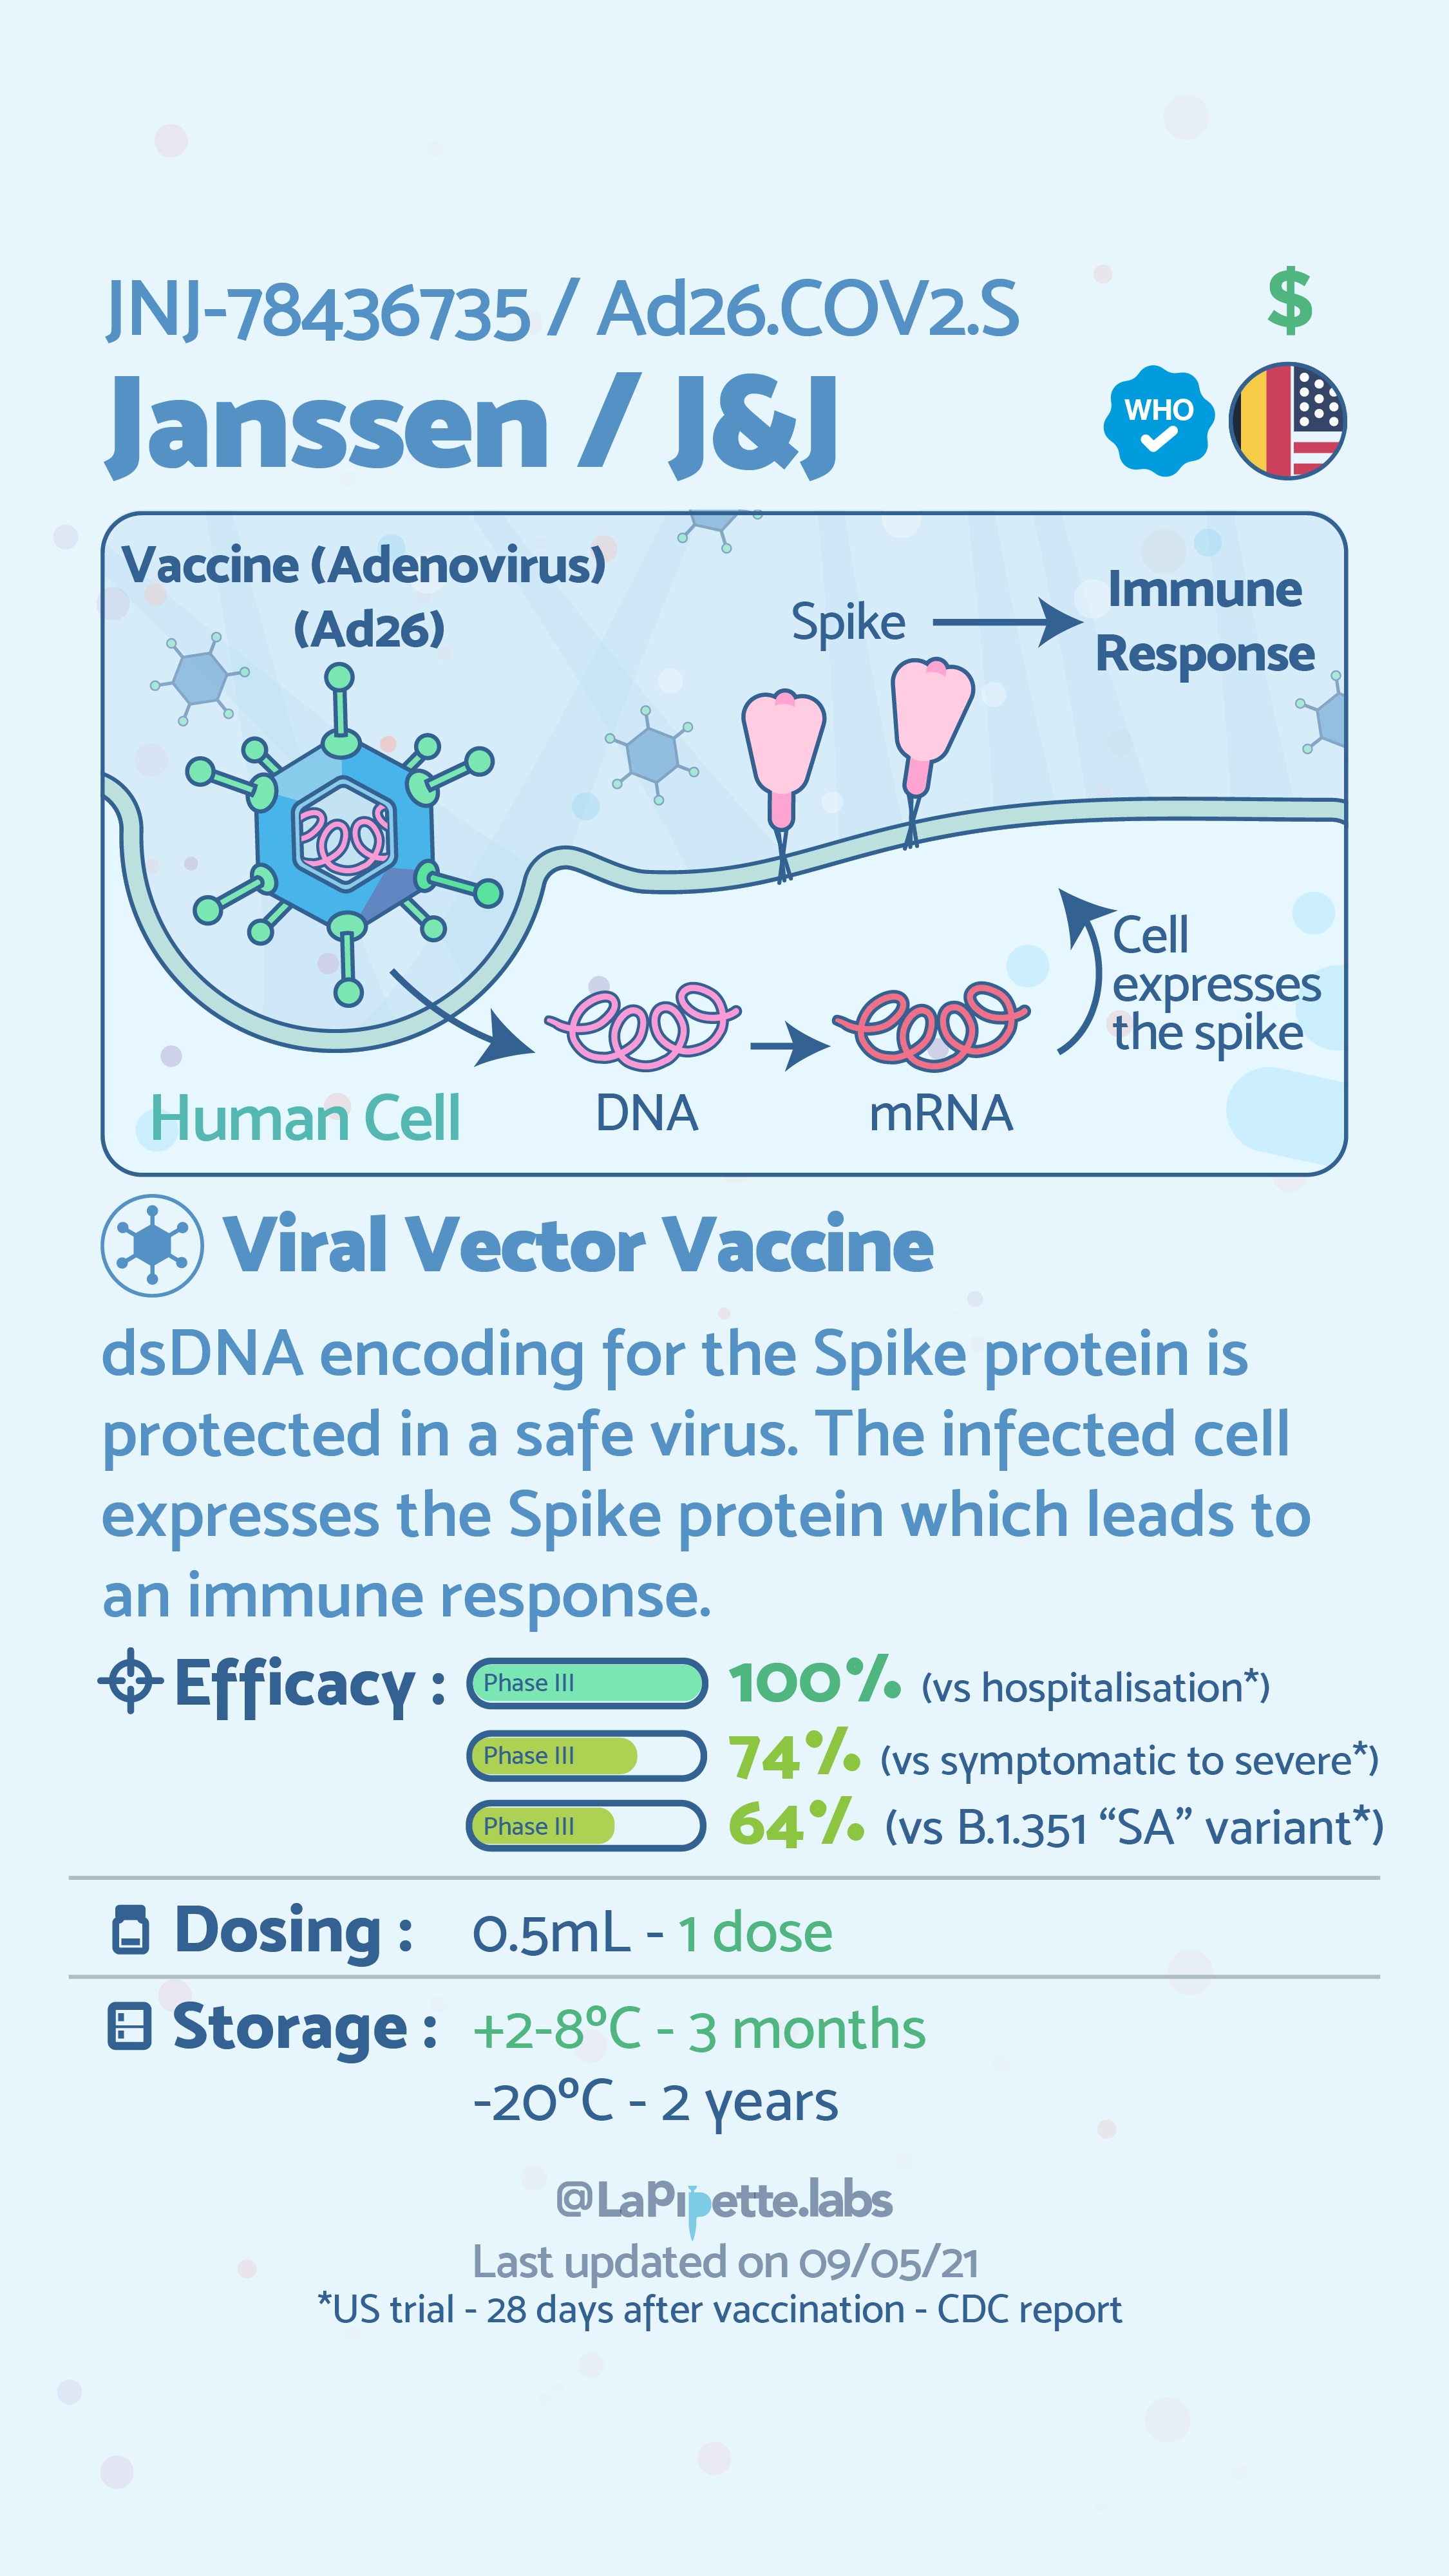 JNJ-78436735 / Ad26.COV2.S
$
Janssen / J&J
WHO
Vaccine (Adenovirus)
(Ad26)
Spike
Immune
Response
Cell
expresses
the spike
Human Cell
DNA
mRNA
Viral Vector Vaccine
dsDNA encoding for the Spike protein is
protected in a safe virus. The infected cell
expresses the Spike protein which leads to
an immune response.
Efficacy : Phase III 100% (vs hospitalisation*)
Phase III 74% (vs symptomatic to severe*)
Phase III 64% (vs B.1.351 “SA” variant*)
Dosing : 0.5mL - 1 dose
Storage : +2-8ºC - 3 months
-20ºC - 2 years
@LaPipette.labs
Last updated on 09/05/21
*US trial - 28 days after vaccination - CDC report